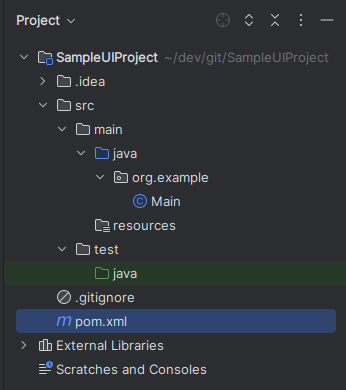 Project
SampleUIProject ~/dev/git/SampleUIProject
.idea
src
main
java
org.example
Main
resources
test
java
.gitignore
pom.xml
External Libraries
Scratches and Consoles